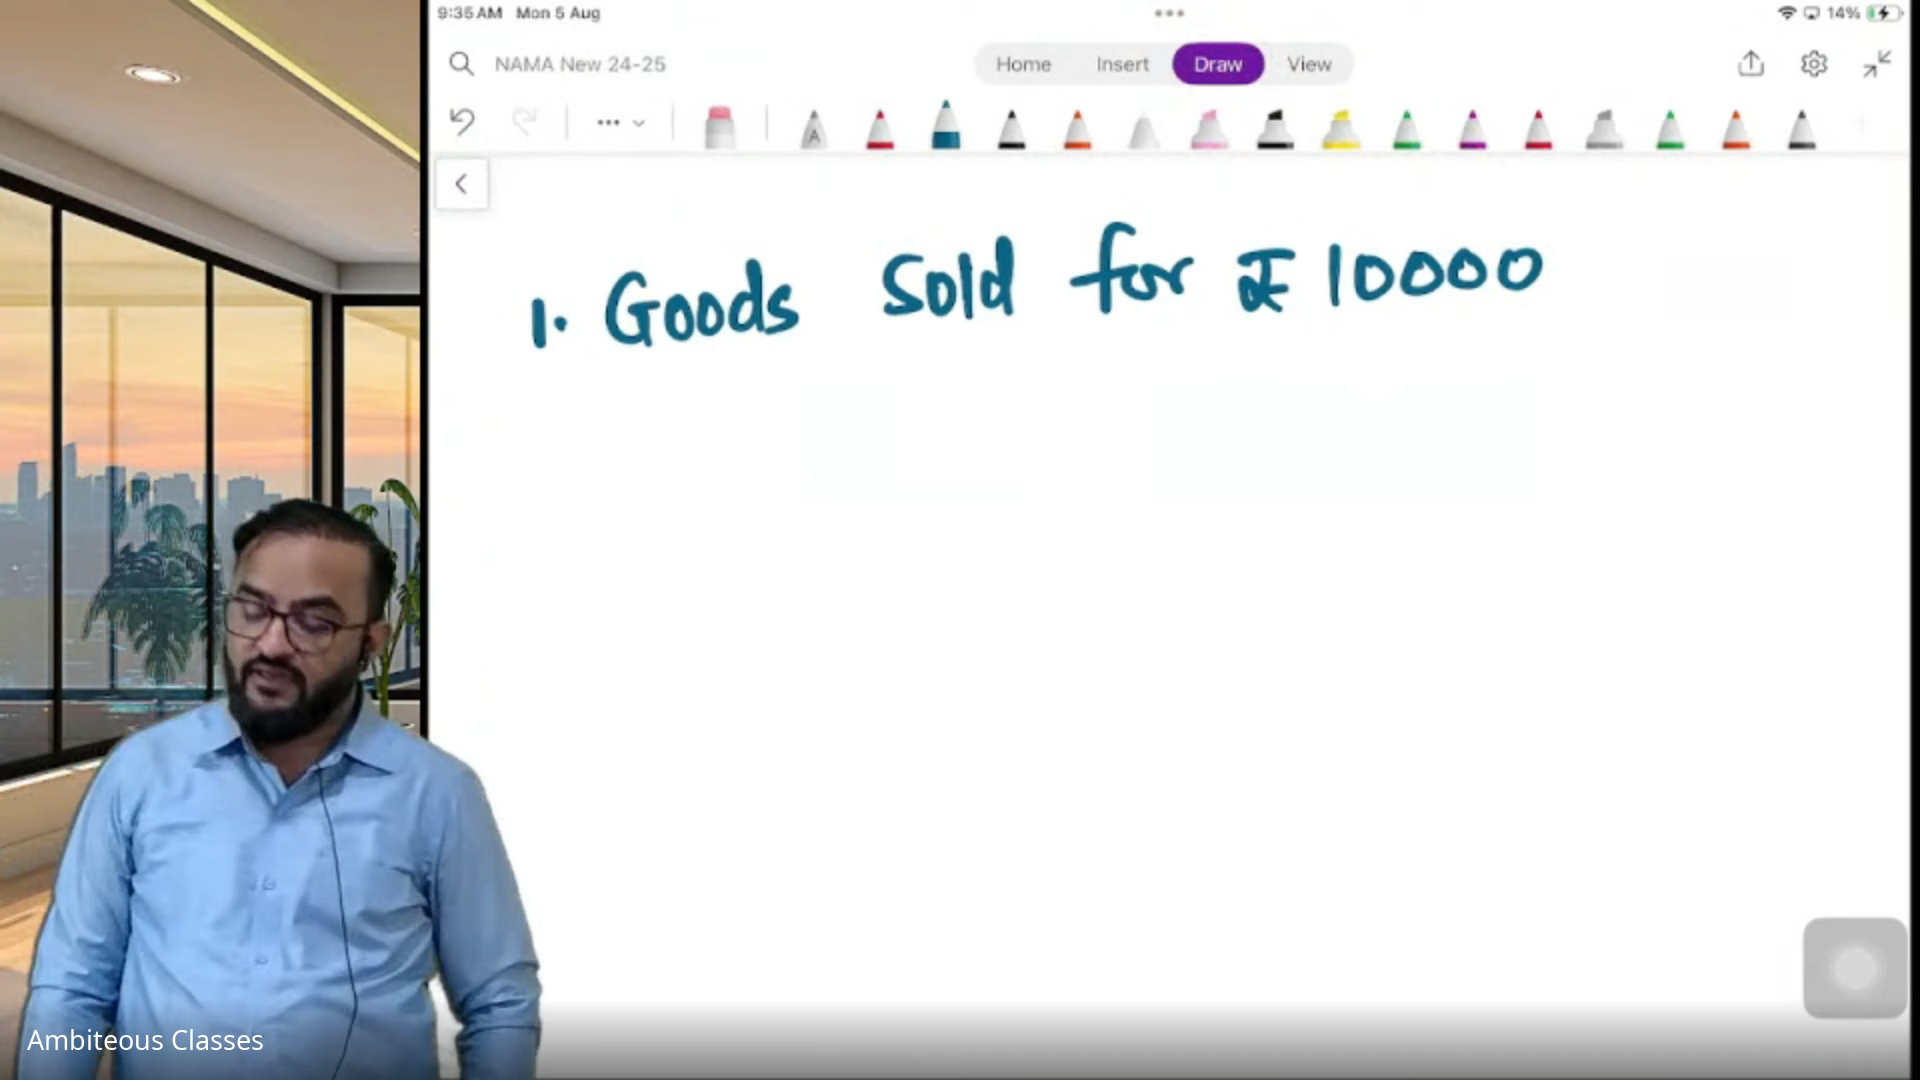 9:35 AM Mon 5 Aug
14%
NAMA New 24-25
Home Insert Draw View
A
1. Goods sold for ₹ 10000
Ambiteous Classes